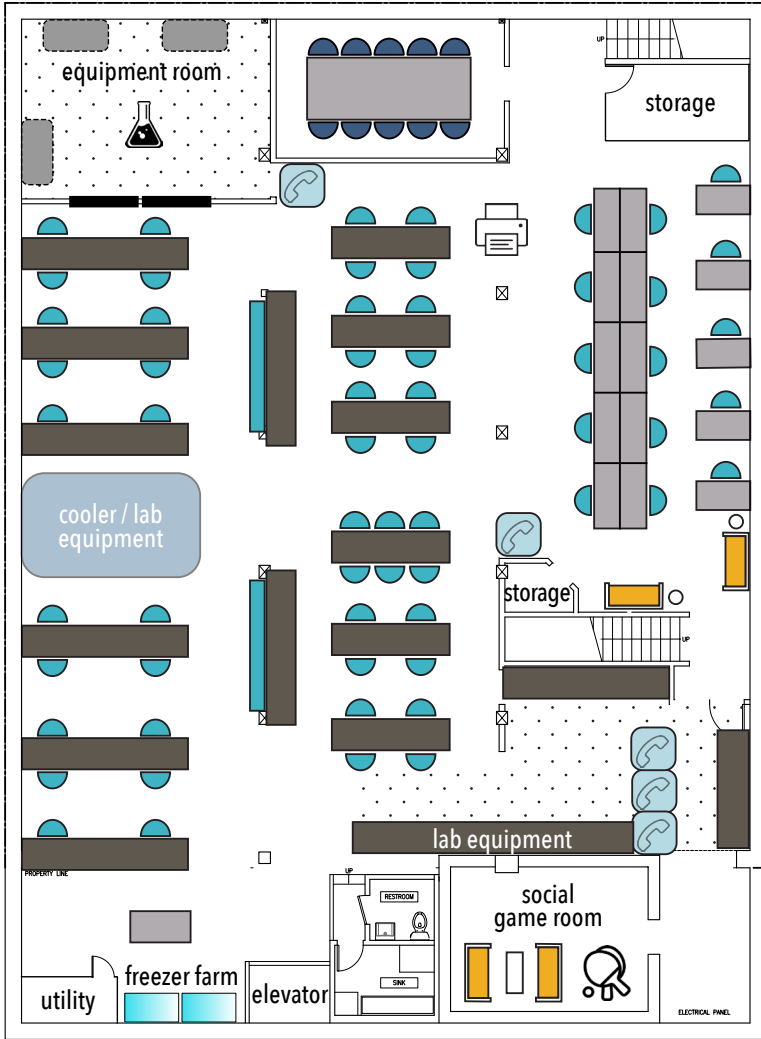 equipment room
UP
storage
cooler / lab
equipment
storage
UP
lab equipment
PROPERTY LINE
UP
RESTROOM
social
game room
freezer farm
utility
elevator
SINK
ELECTRICAL PANEL